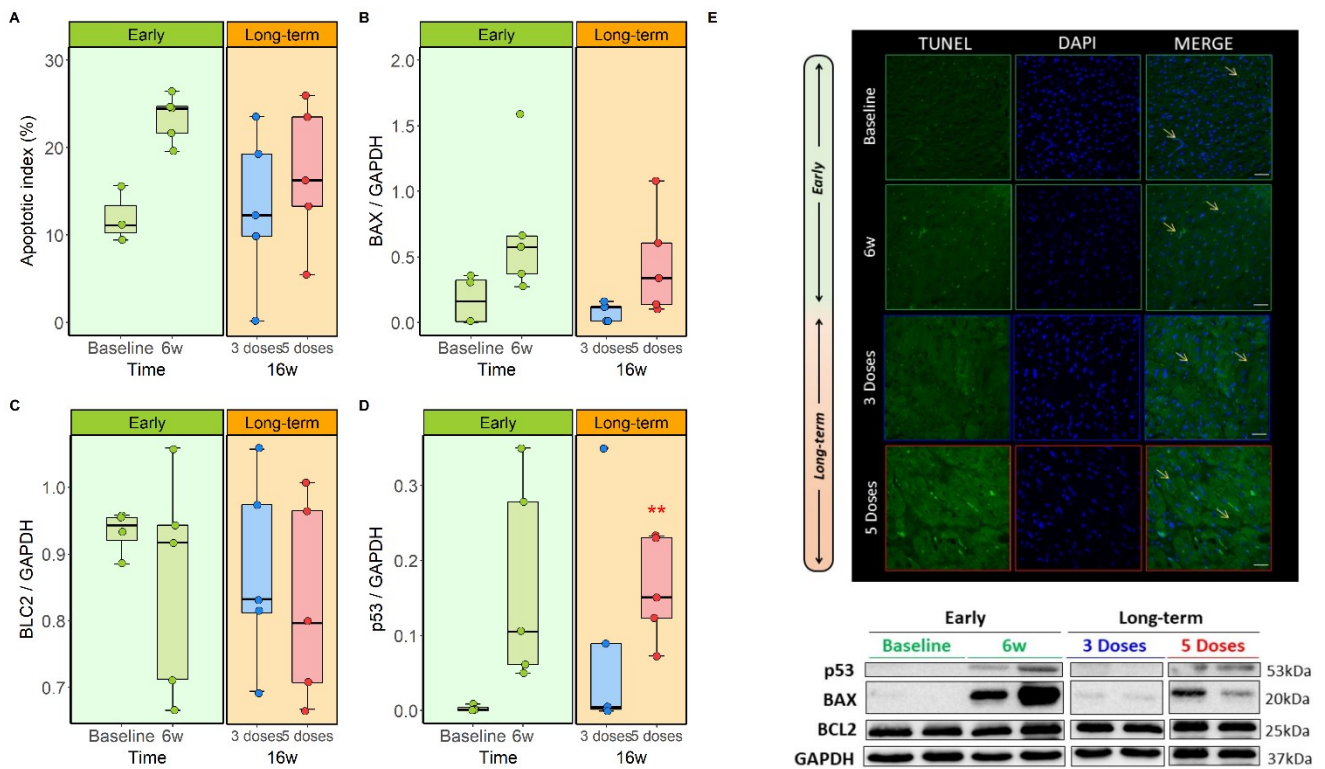 A
Early
Long-term
30
20
10
0
Apoptotic index (%)
Baseline 6w
3 doses 5 doses
Time
16w
B
Early
Long-term
2.0
1.5
1.0
0.5
0.0
BAX / GAPDH
Baseline 6w
3 doses 5 doses
Time
16w
C
Early
Long-term
1.0
0.9
0.8
0.7
BLC2 / GAPDH
Baseline 6w
3 doses 5 doses
Time
16w
D
Early
Long-term
0.3
0.2
0.1
0.0
p53 / GAPDH
**
Baseline 6w
3 doses 5 doses
Time
16w
E
TUNEL DAPI MERGE
Early
Long-term
Baseline
6w
3 Doses
5 Doses
Early Long-term
Baseline 6w 3 Doses 5 Doses
p53 53kDa
BAX 20kDa
BCL2 25kDa
GAPDH 37kDa